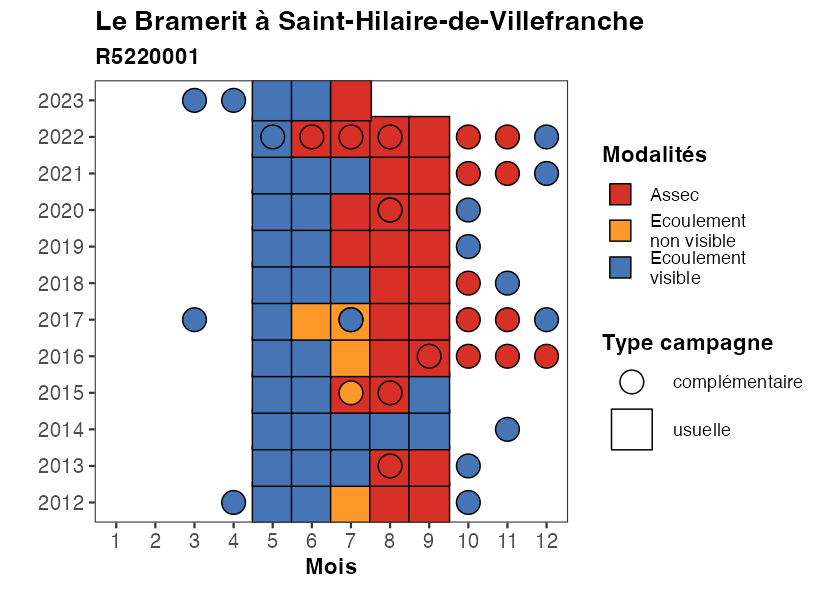 Le Bramerit à Saint-Hilaire-de-Villefranche
R5220001
2023
2022
2021
2020
2019
2018
2017
2016
2015
2014
2013
2012
1 2 3 4 5 6 7 8 9 10 11 12
Mois
Modalités
Assec
Ecoulement
non visible
Ecoulement
visible
Type campagne
complémentaire
usuelle